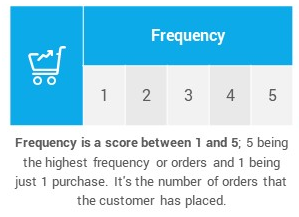 Frequency
1 2 3 4 5
Frequency is a score between 1 and 5; 5 being
the highest frequency or orders and 1 being
just 1 purchase. It's the number of orders that
the customer has placed.